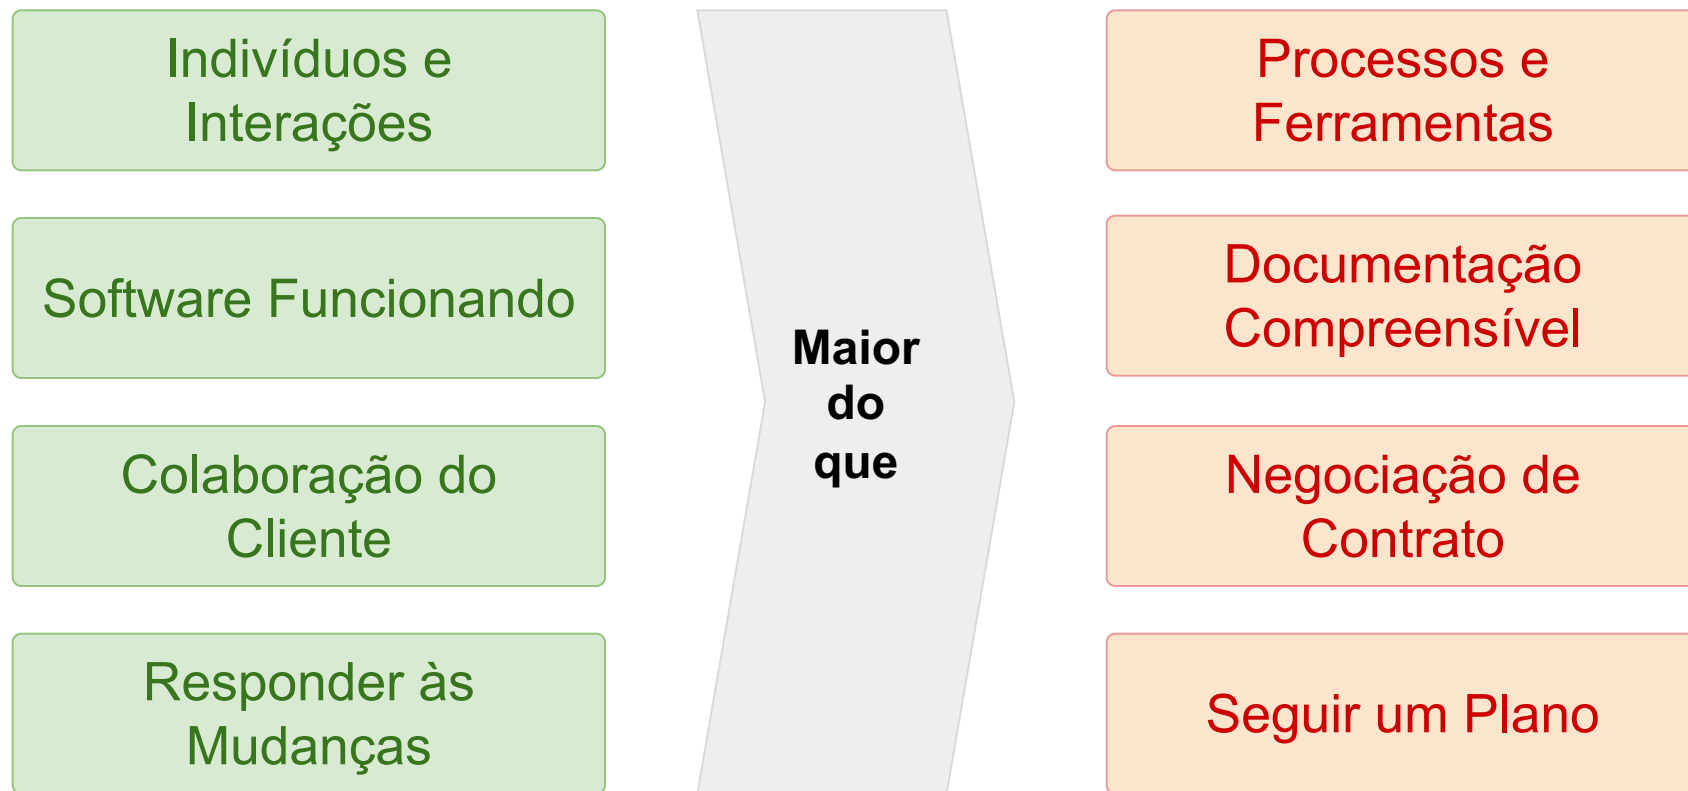 Indivíduos e
Interações
Software Funcionando
Colaboração do
Cliente
Responder às
Mudanças
Maior
do
que
Processos e
Ferramentas
Documentação
Compreensível
Negociação de
Contrato
Seguir um Plano